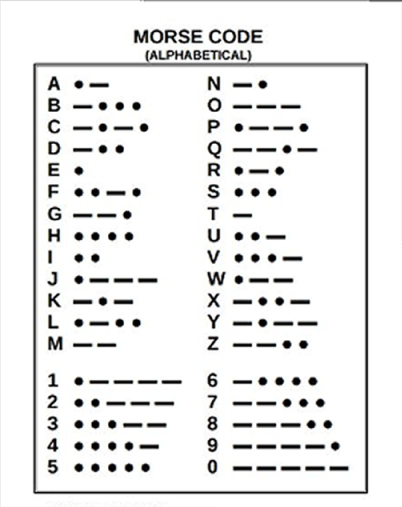 MORSE CODE
(ALPHABETICAL)
A • —
B — • • •
C — • — •
D — • •
E •
F • • — •
G — — •
H • • • •
I • •
J • — — —
K — • —
L • — • •
M — —
1 • — — — —
2 • • — — —
3 • • • — —
4 • • • • —
5 • • • • •
N — •
O — — —
P • — — •
Q — — • —
R • — •
S • • •
T —
U • • —
V • • • —
W • — —
X — • • —
Y — • — —
Z — — • •
6 — • • • •
7 — — • • •
8 — — — • •
9 — — — — •
0 — — — — —